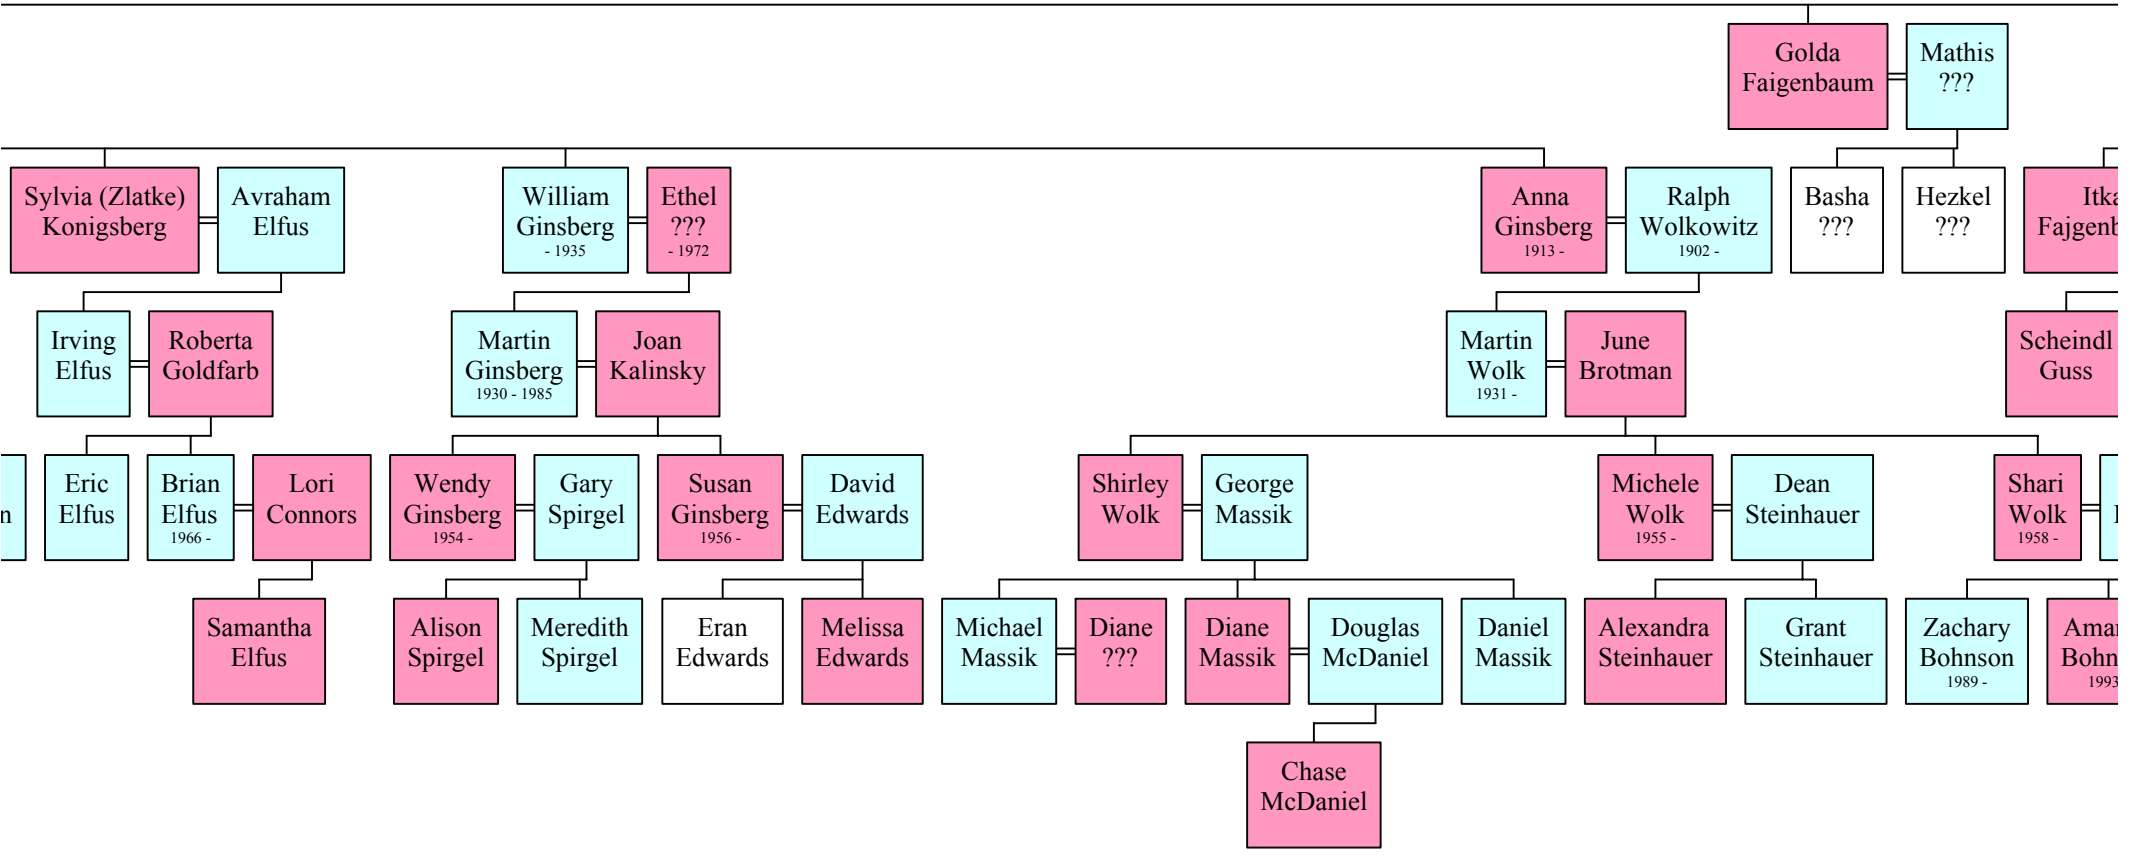 Golda
Faigenbaum
Mathis
???
Sylvia (Zlatke)
Konigsberg
Avraham
Elfus
William
Ginsberg
- 1935
Ethel
???
- 1972
Anna
Ginsberg
1913 -
Ralph
Wolkowitz
1902 -
Basha
???
Hezkel
???
Itka
Fajgenb
Irving
Elfus
Roberta
Goldfarb
Martin
Ginsberg
1930 - 1985
Joan
Kalinsky
Martin
Wolk
1931 -
June
Brotman
Scheindl
Guss
n
Eric
Elfus
Brian
Elfus
1966 -
Lori
Connors
Wendy
Ginsberg
1954 -
Gary
Spirgel
Susan
Ginsberg
1956 -
David
Edwards
Shirley
Wolk
George
Massik
Michele
Wolk
1955 -
Dean
Steinhauer
Shari
Wolk
1958 -
Samantha
Elfus
Alison
Spirgel
Meredith
Spirgel
Eran
Edwards
Melissa
Edwards
Michael
Massik
Diane
???
Diane
Massik
Douglas
McDaniel
Daniel
Massik
Alexandra
Steinhauer
Grant
Steinhauer
Zachary
Bohnson
1989 -
Ama
Bohn
1993
Chase
McDaniel